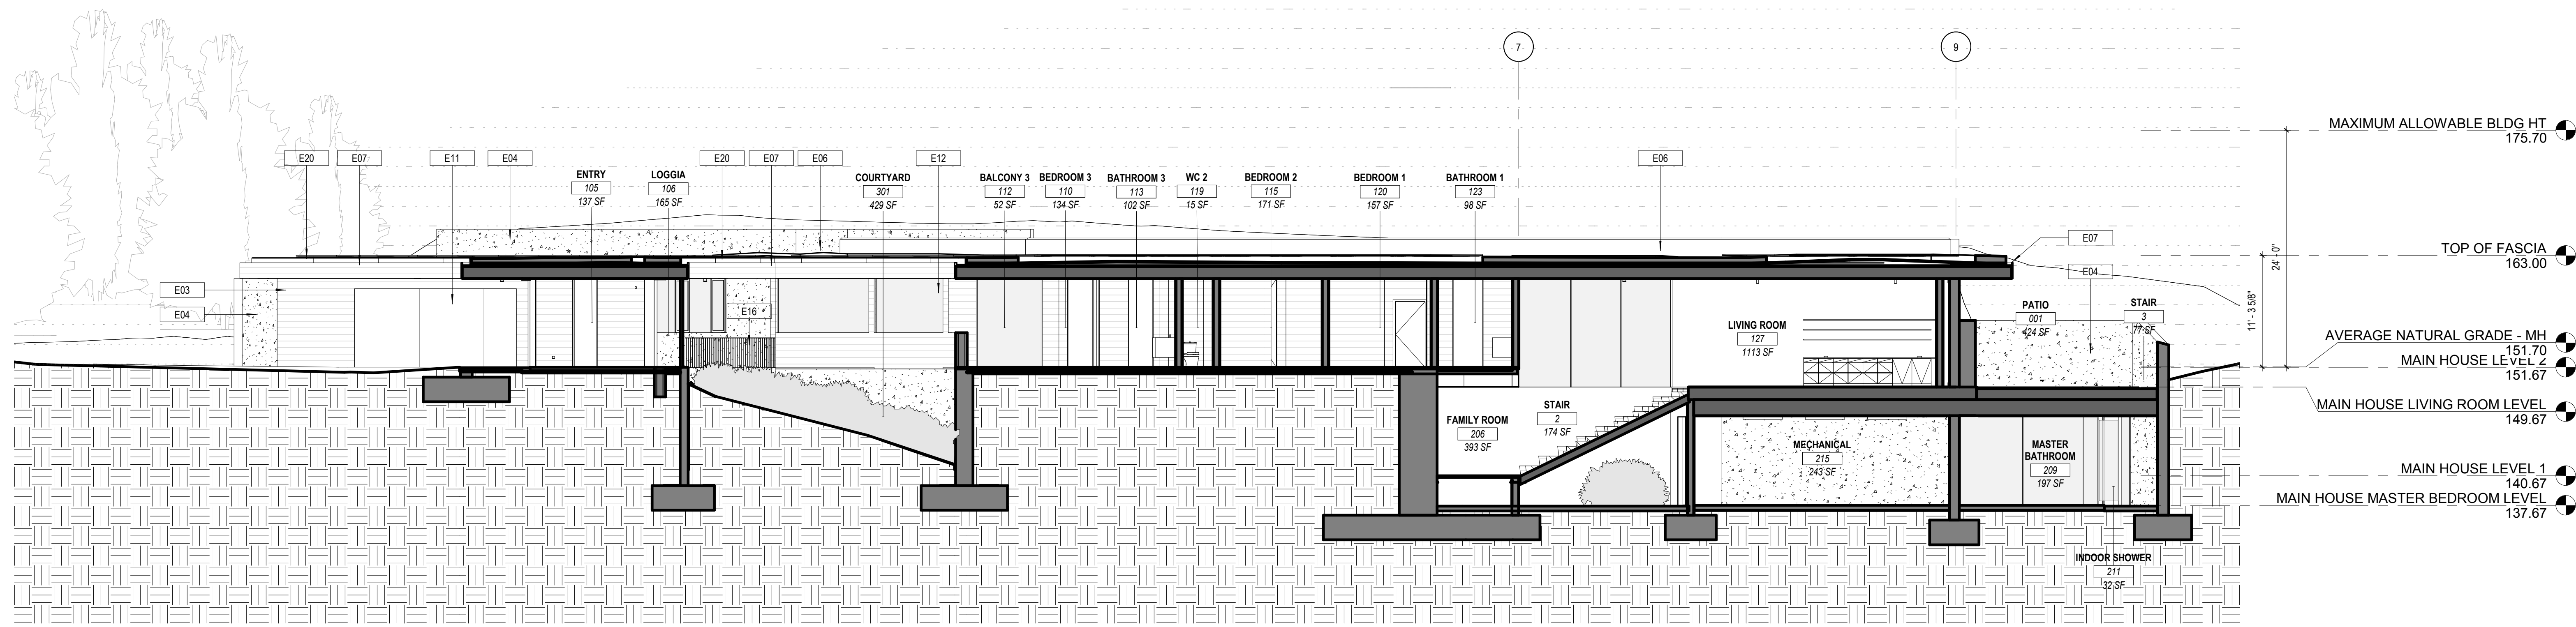 7
9
MAXIMUM ALLOWABLE BLDG HT
175.70
E20
E07
E11
E04
E20
E07
E06
E12
E06
ENTRY
105
137 SF
LOGGIA
106
165 SF
COURTYARD
301
429 SF
BALCONY 3
112
52 SF
BEDROOM 3
110
134 SF
BATHROOM 3
113
102 SF
WC 2
119
15 SF
BEDROOM 2
115
171 SF
BEDROOM 1
120
157 SF
BATHROOM 1
123
98 SF
E07
E04
TOP OF FASCIA
163.00
24' - 0"
11' - 3 5/8"
E03
E04
E16
LIVING ROOM
127
1113 SF
PATIO
001
424 SF
STAIR
3
77 SF
AVERAGE NATURAL GRADE - MH
151.70
MAIN HOUSE LEVEL 2
151.67
MAIN HOUSE LIVING ROOM LEVEL
149.67
FAMILY ROOM
206
393 SF
STAIR
2
174 SF
MECHANICAL
215
243 SF
MASTER
BATHROOM
209
197 SF
MAIN HOUSE LEVEL 1
140.67
MAIN HOUSE MASTER BEDROOM LEVEL
137.67
INDOOR SHOWER
211
32 SF